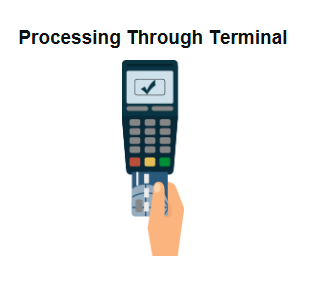 Processing Through Terminal